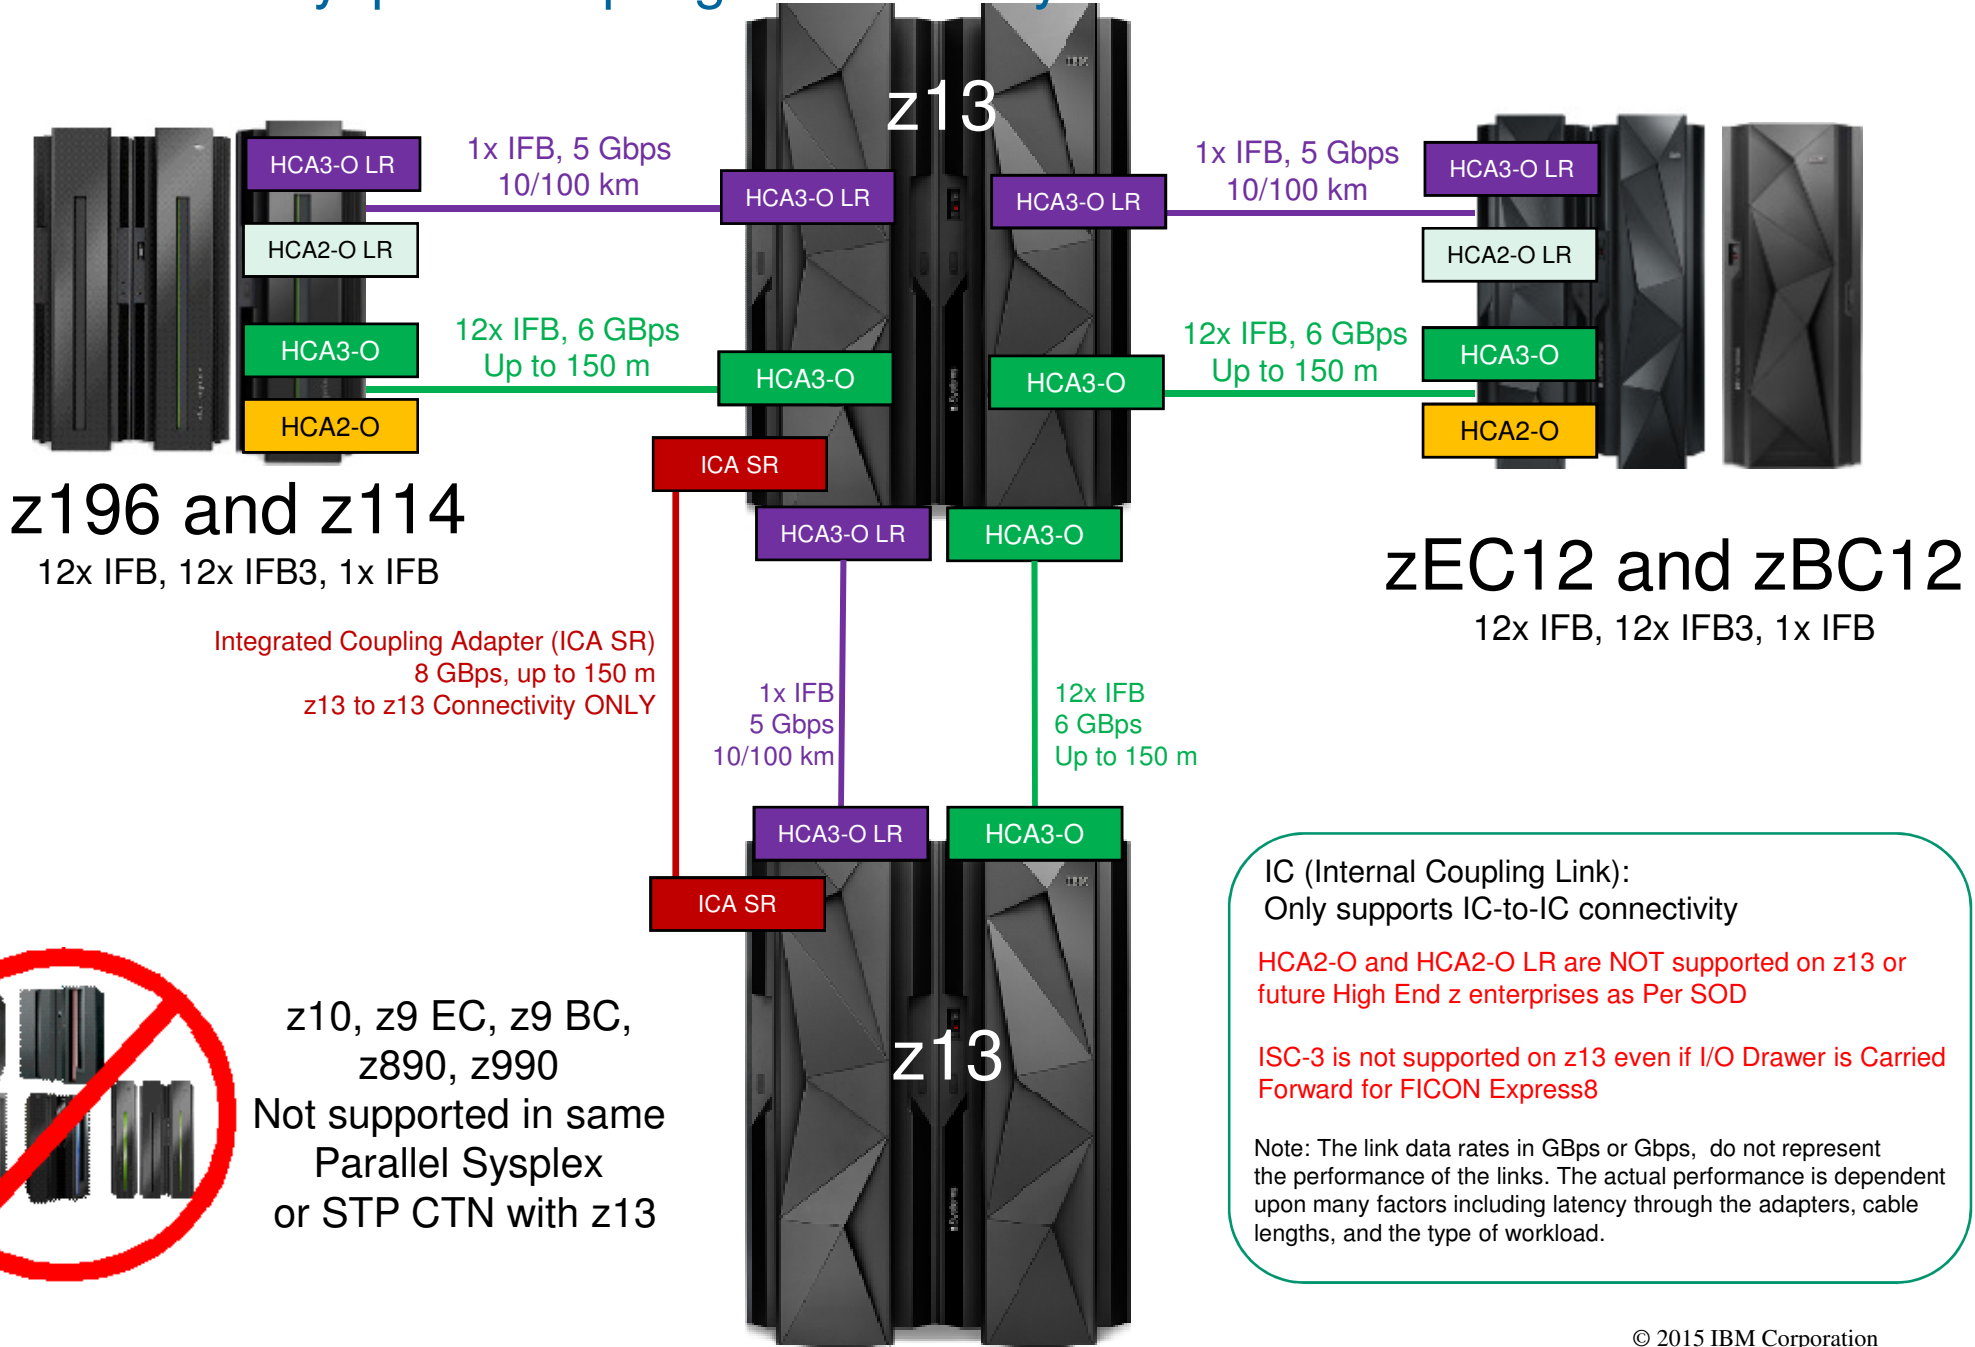 z13
HCA3-O LR
1x IFB, 5 Gbps
10/100 km
HCA3-O LR
HCA3-O LR
1x IFB, 5 Gbps
10/100 km
HCA3-O LR
HCA2-O LR
HCA2-O LR
HCA3-O
12x IFB, 6 GBps
Up to 150 m
HCA3-O
HCA3-O
12x IFB, 6 GBps
Up to 150 m
HCA3-O
HCA2-O
HCA2-O
ICA SR
z196 and z114
12x IFB, 12x IFB3, 1x IFB
HCA3-O LR
HCA3-O
zEC12 and zBC12
12x IFB, 12x IFB3, 1x IFB
Integrated Coupling Adapter (ICA SR)
8 GBps, up to 150 m
z13 to z13 Connectivity ONLY
1x IFB
5 Gbps
10/100 km
12x IFB
6 GBps
Up to 150 m
HCA3-O LR
HCA3-O
ICA SR
z13
z10, z9 EC, z9 BC,
z890, z990
Not supported in same
Parallel Sysplex
or STP CTN with z13
IC (Internal Coupling Link):
Only supports IC-to-IC connectivity
HCA2-O and HCA2-O LR are NOT supported on z13 or
future High End z enterprises as Per SOD
ISC-3 is not supported on z13 even if I/O Drawer is Carried
Forward for FICON Express8
Note: The link data rates in GBps or Gbps, do not represent
the performance of the links. The actual performance is dependent
upon many factors including latency through the adapters, cable
lengths, and the type of workload.
© 2015 IBM Corporation